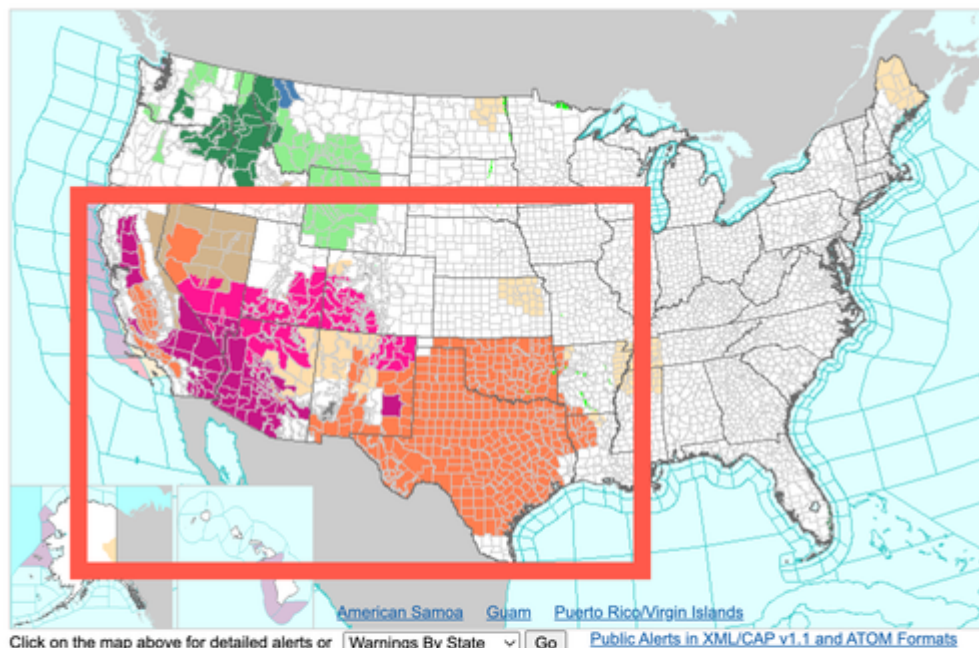 American Samoa Guam Puerto Rico/Virgin Islands
Click on the map above for detailed alerts or Warnings By State Go Public Alerts in XML/CAP v1.1 and ATOM Formats